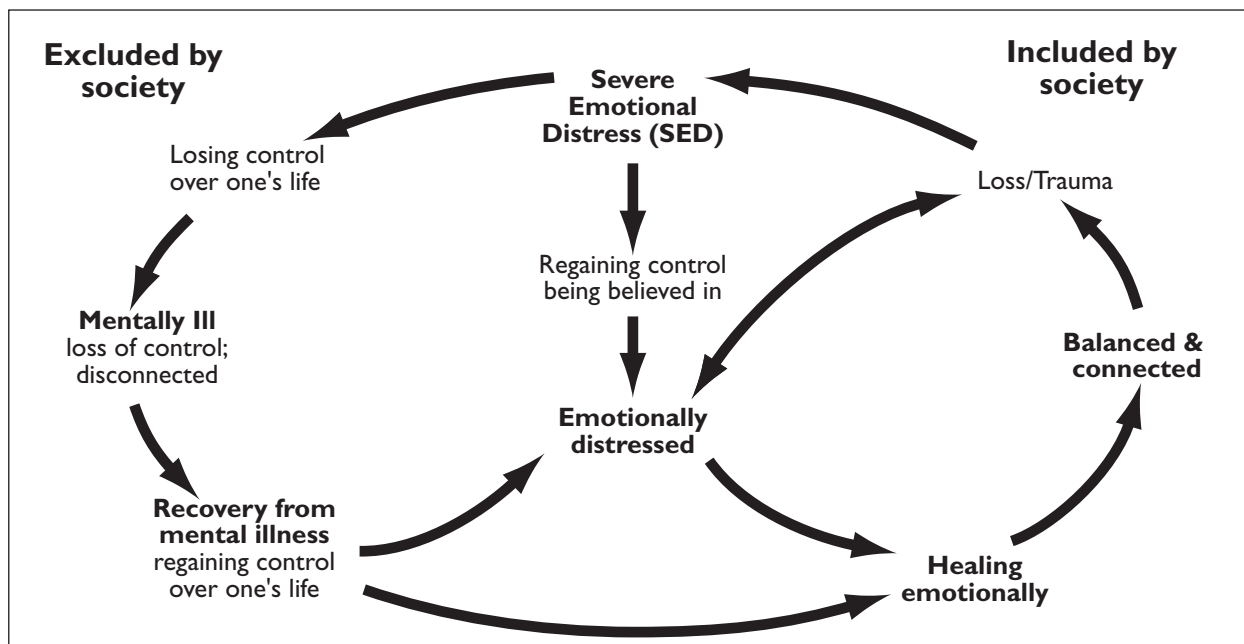 Excluded by
society
Severe
Emotional
Distress (SED)
Included by
society
Losing control
over one's life
Loss/Trauma
Regaining control
being believed in
Mentally Ill
loss of control;
disconnected
Balanced &
connected
Emotionally
distressed
Recovery from
mental illness
regaining control
over one's life
Healing
emotionally